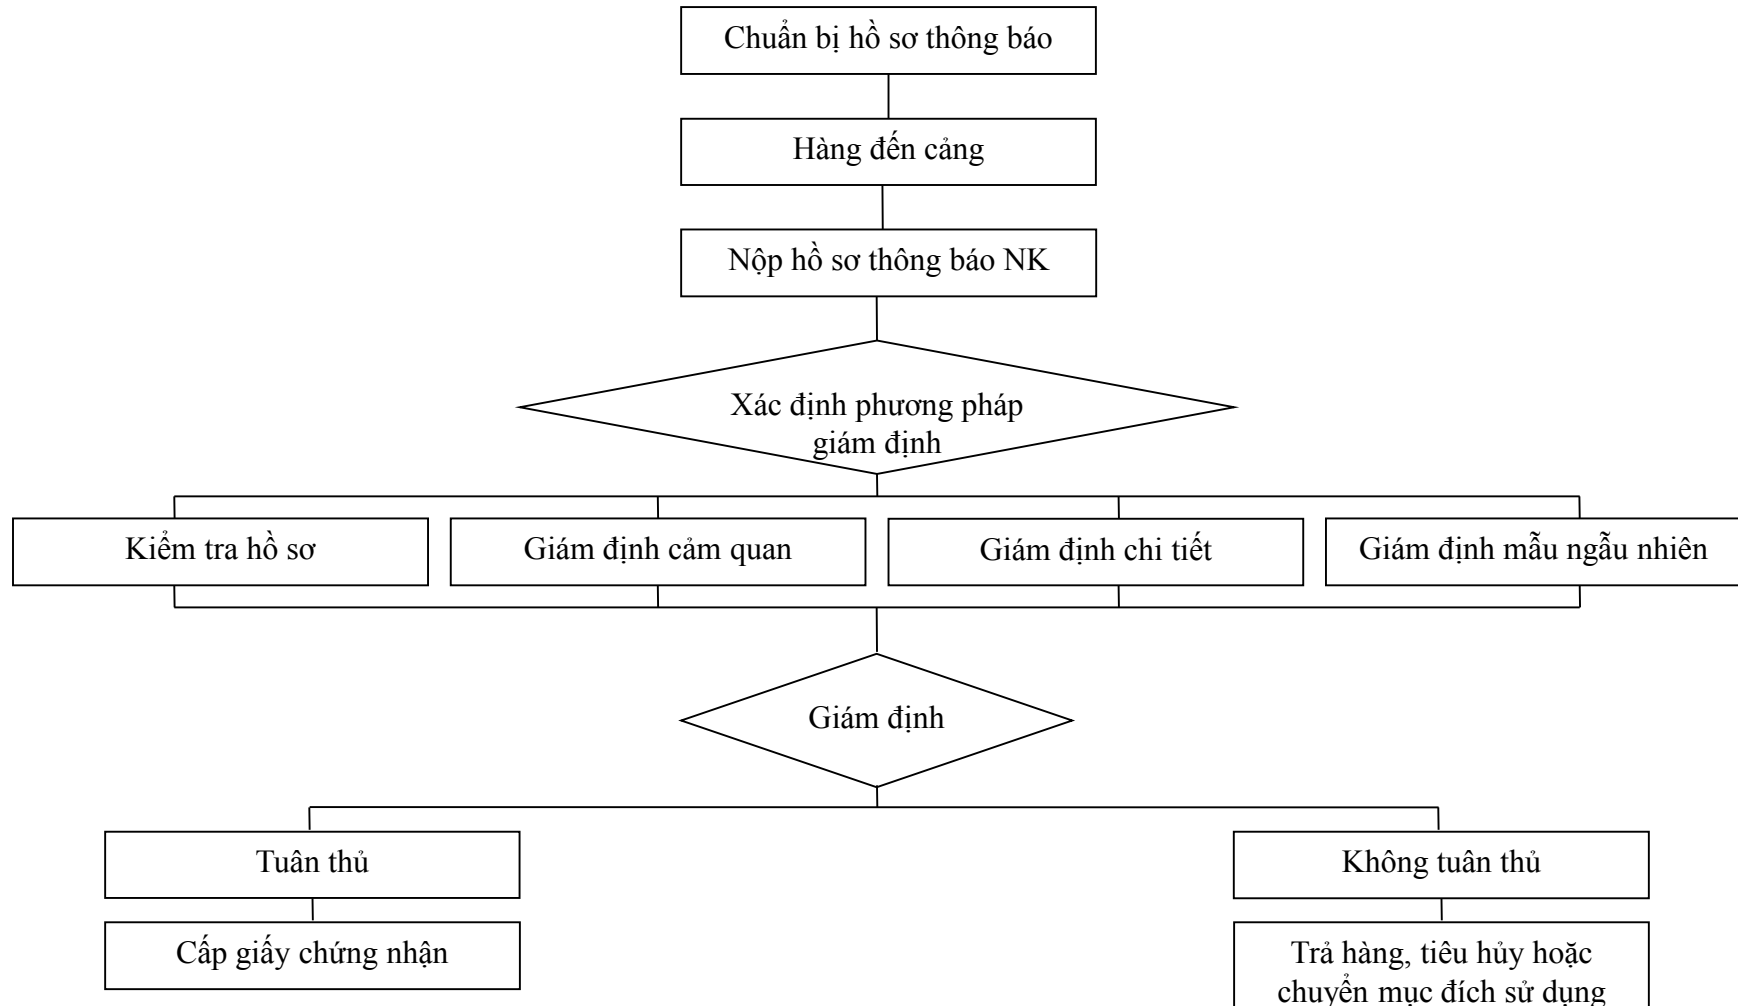 Chuẩn bị hồ sơ thông báo
Hàng đến cảng
Nộp hồ sơ thông báo NK
Xác định phương pháp
giám định
Kiểm tra hồ sơ
Giám định cảm quan
Giám định chi tiết
Giám định mẫu ngẫu nhiên
Giám định
Tuân thủ
Không tuân thủ
Cấp giấy chứng nhận
Trả hàng, tiêu hủy hoặc
chuyển mục đích sử dụng